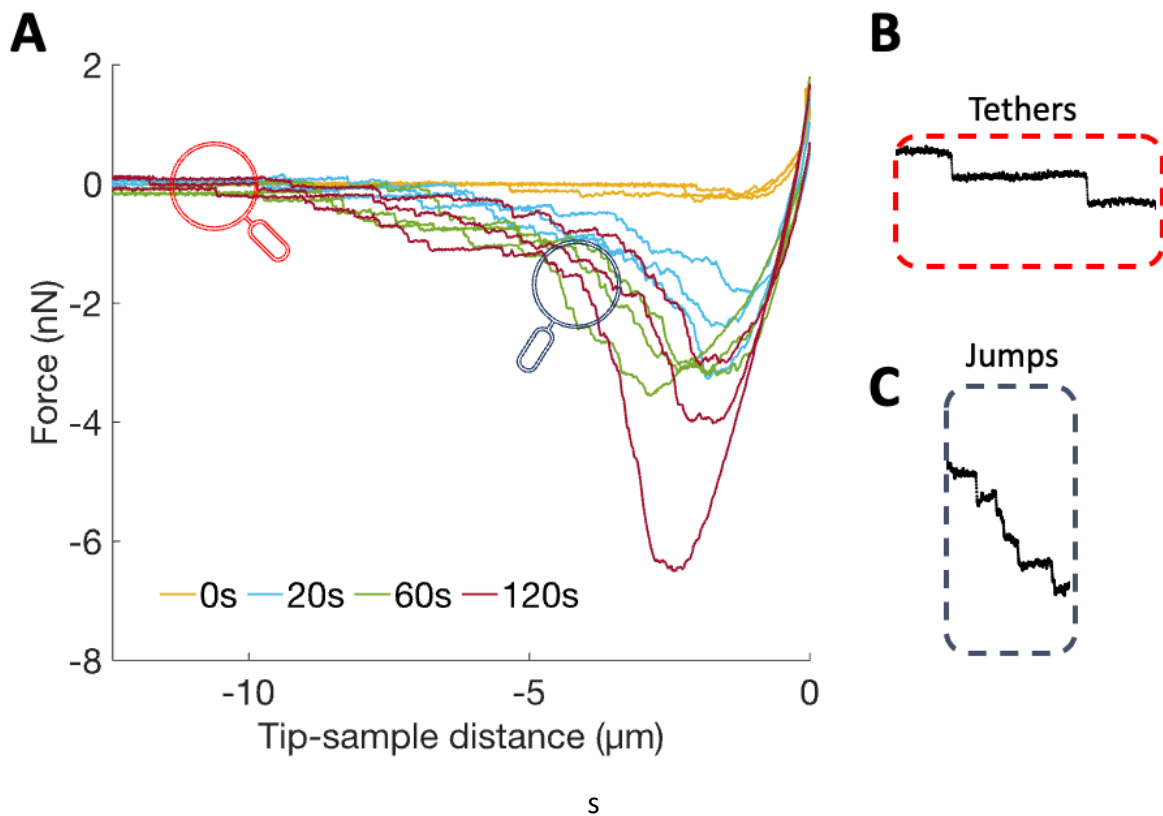 A
B
2
Tethers
0
-2
Jumps
C
Force (nN)
-4
-6
0s 20s 60s 120s
-8
-10 -5 0
Tip-sample distance (µm)
s